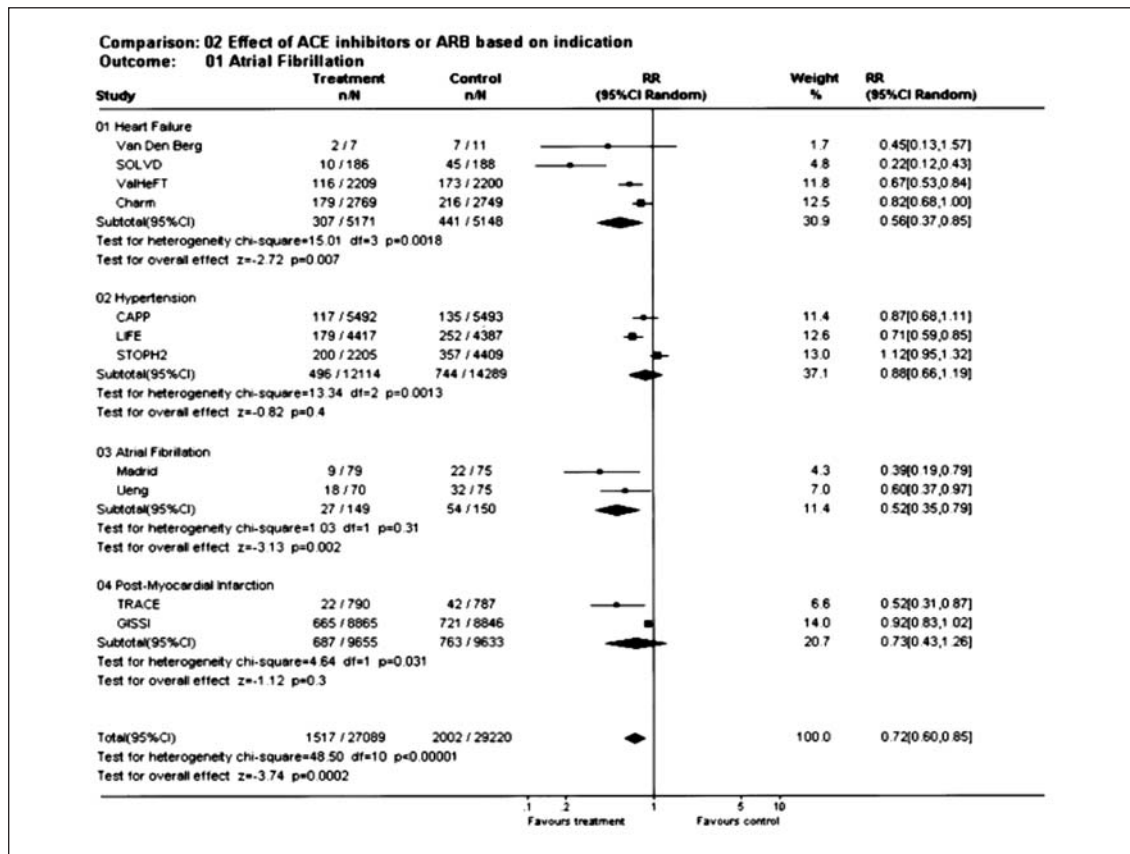 Comparison: 02 Effect of ACE inhibitors or ARB based on indication
Outcome: 01 Atrial Fibrillation
Treatment Control RR Weight RR
Study n/N n/N (95%CI Random) % (95%CI Random)
01 Heart Failure
Van Den Berg 2 / 7 7 / 11 1.7 0.45[0.13,1.57]
SOLVD 10 / 186 45 / 188 4.8 0.22[0.12,0.43]
ValHeFT 116 / 2209 173 / 2200 11.8 0.67[0.53,0.84]
Charm 179 / 2769 216 / 2749 12.5 0.82[0.68,1.00]
Subtotal(95%CI) 307 / 5171 441 / 5148 30.9 0.56[0.37,0.85]
Test for heterogeneity chi-square=15.01 df=3 p=0.0018
Test for overall effect z=-2.72 p=0.007
02 Hypertension
CAPP 117 / 5492 135 / 5493 11.4 0.87[0.68,1.11]
LIFE 179 / 4417 252 / 4387 12.6 0.71[0.59,0.85]
STOPH2 200 / 2205 357 / 4409 13.0 1.12[0.95,1.32]
Subtotal(95%CI) 496 / 12114 744 / 14289 37.1 0.88[0.66,1.19]
Test for heterogeneity chi-square=13.34 df=2 p=0.0013
Test for overall effect z=-0.82 p=0.4
03 Atrial Fibrillation
Madrid 9 / 79 22 / 75 4.3 0.39[0.19,0.79]
Ueng 18 / 70 32 / 75 7.0 0.60[0.37,0.97]
Subtotal(95%CI) 27 / 149 54 / 150 11.4 0.52[0.35,0.79]
Test for heterogeneity chi-square=1.03 df=1 p=0.31
Test for overall effect z=-3.13 p=0.002
04 Post-Myocardial Infarction
TRACE 22 / 790 42 / 787 6.6 0.52[0.31,0.87]
GISSI 665 / 8865 721 / 8846 14.0 0.92[0.83,1.02]
Subtotal(95%CI) 687 / 9655 763 / 9633 20.7 0.73[0.43,1.26]
Test for heterogeneity chi-square=4.64 df=1 p=0.031
Test for overall effect z=-1.12 p=0.3
Total(95%CI) 1517 / 27089 2002 / 29220 100.0 0.72[0.60,0.85]
Test for heterogeneity chi-square=48.50 df=10 p<0.00001
Test for overall effect z=-3.74 p=0.0002
.1 .2 1 5 10
Favours treatment Favours control